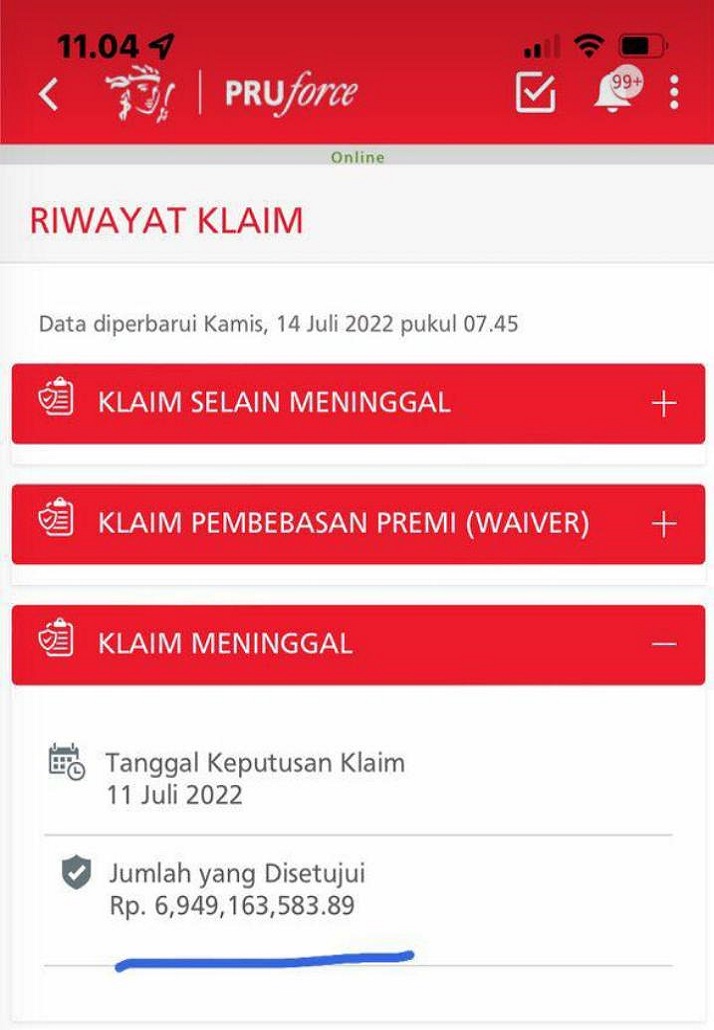 11.04
PRUforce
99+
Online
RIWAYAT KLAIM
Data diperbarui Kamis, 14 Juli 2022 pukul 07.45
KLAIM SELAIN MENINGGAL
KLAIM PEMBEBASAN PREMI (WAIVER)
KLAIM MENINGGAL
Tanggal Keputusan Klaim
11 Juli 2022
Jumlah yang Disetujui
Rp. 6,949,163,583.89